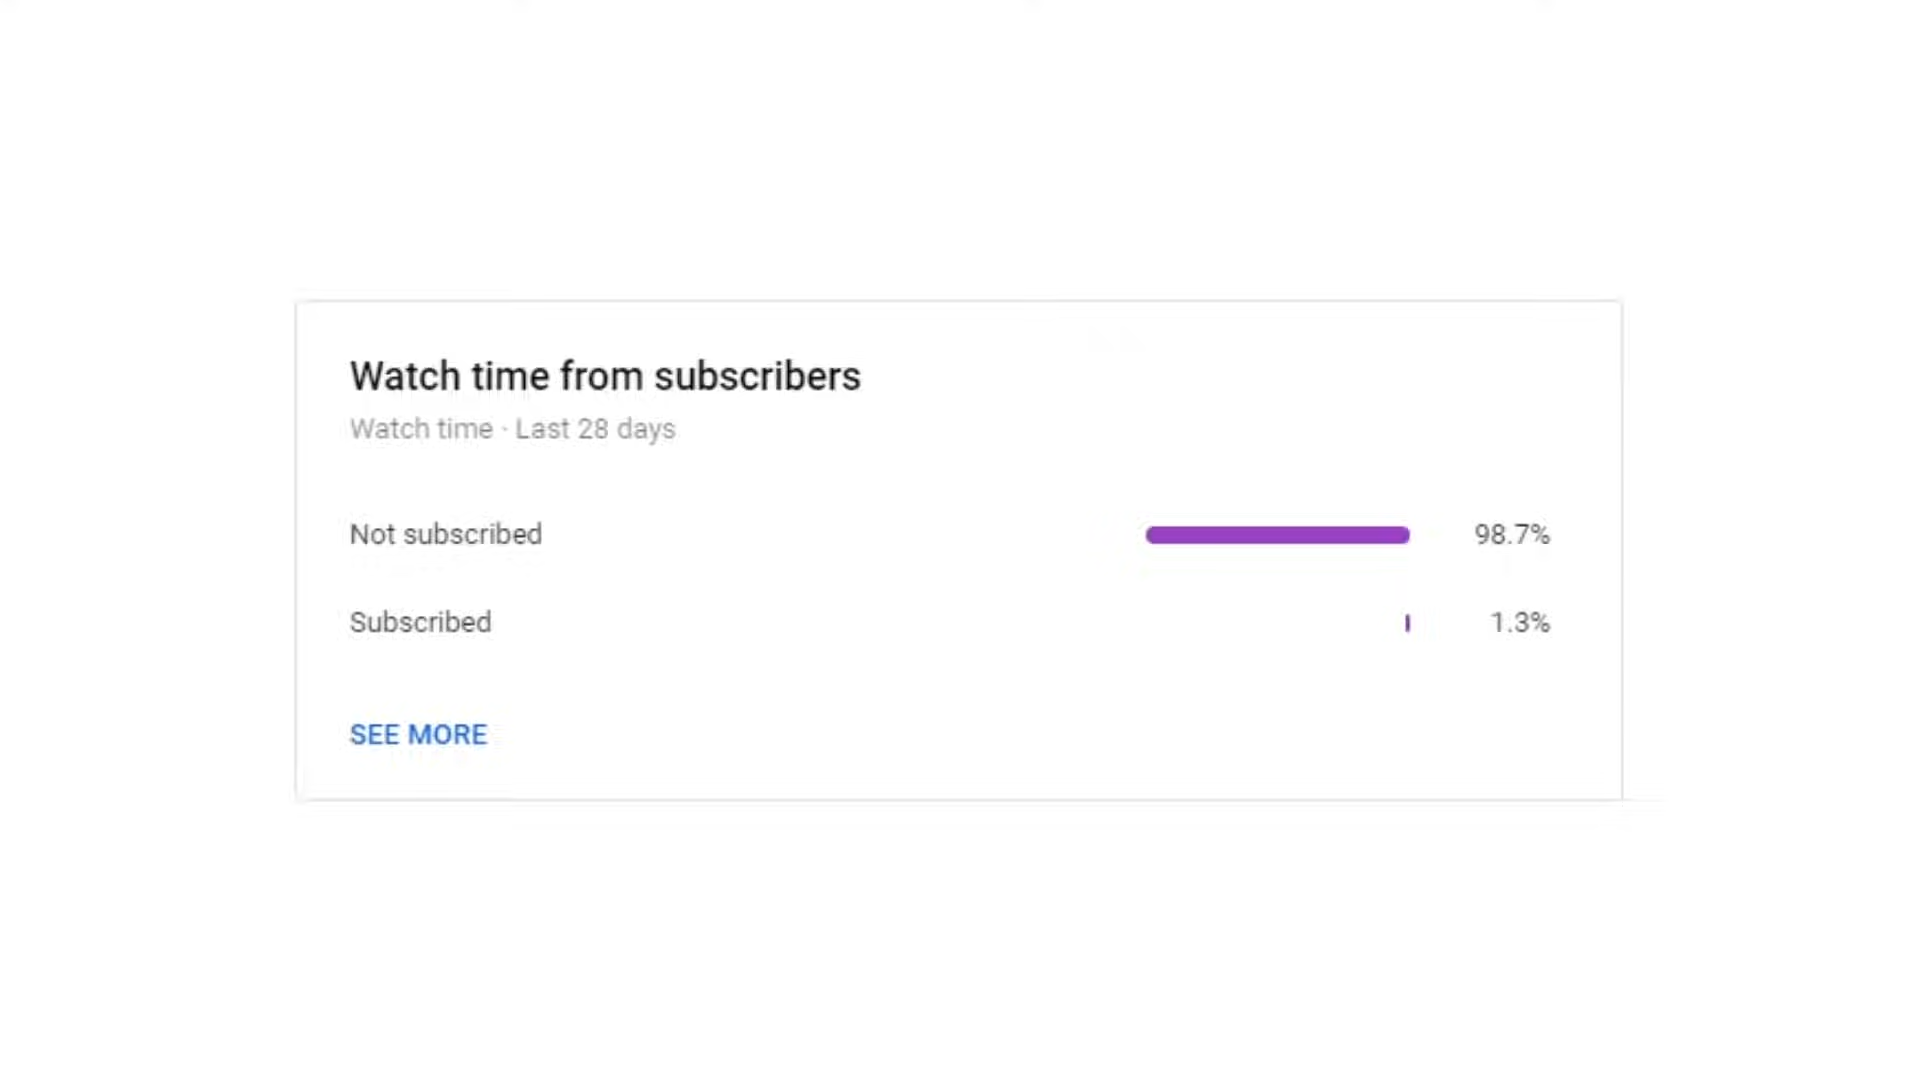 Watch time from subscribers
Watch time · Last 28 days
Not subscribed 98.7%
Subscribed 1.3%
SEE MORE